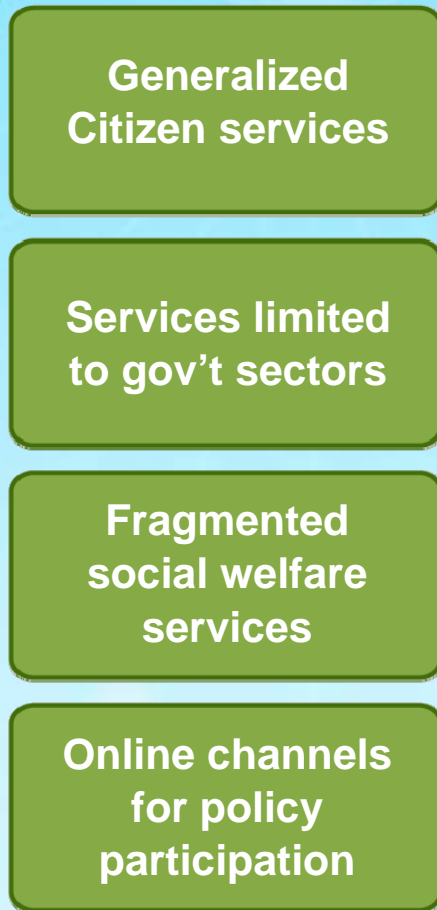 Generalized
Citizen services
Services limited
to gov't sectors
Fragmented
social welfare
services
Online channels
for policy
participation